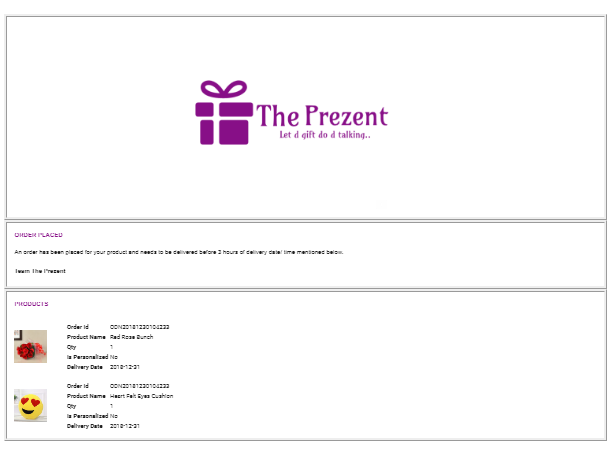 The Prezent
Let d gift do d talking..
ORDER PLACED
An order has been placed for your product and needs to be delivered before 3 hours of delivery date/ time mentioned below.
Team The Prezent
PRODUCTS
Order Id ODN20181230104233
Product Name Red Rose Bunch
Qty 1
Is Personalized No
Delivery Date 2018-12-31
Order Id ODN20181230104233
Product Name Heart Felt Eyes Cushion
Qty 1
Is Personalized No
Delivery Date 2018-12-31